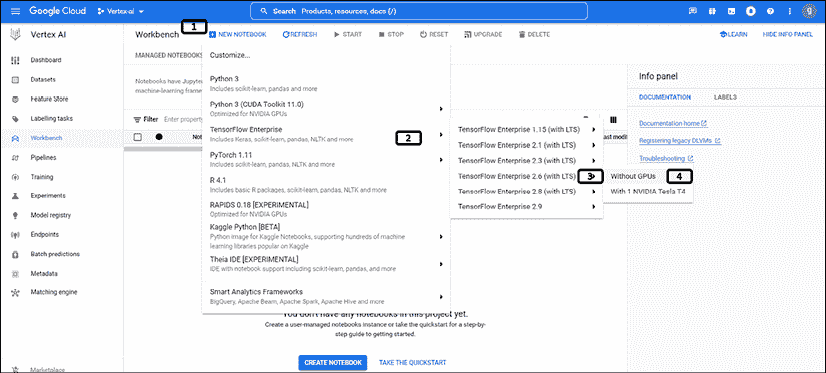 Google Cloud
Vertex-ai
Search Products, resources, docs (/)
Vertex AI
Workbench
1
NEW NOTEBOOK
REFRESH
START
STOP
RESET
UPGRADE
DELETE
LEARN
HIDE INFO PANEL
Dashboard
Datasets
Feature Store
Labelling tasks
Workbench
Pipelines
Training
Experiments
Model registry
Endpoints
Batch predictions
Metadata
Matching engine
Marketplace
MANAGED NOTEBOOKS
Notebooks have Jupyte
machine-learning frame
Filter Enter property
Customize...
Python 3
Includes scikit-learn, pandas and more
Python 3 (CUDA Toolkit 11.0)
Optimized for NVIDIA GPUs
TensorFlow Enterprise
Includes Keras, scikit-learn, pandas, NLTK and more
2
PyTorch 1.11
Includes scikit-learn, pandas, NLTK and more
R 4.1
Includes basic R packages, scikit-learn, pandas, NLTK and more
RAPIDS 0.18 [EXPERIMENTAL]
Optimized for NVIDIA GPUs
Kaggle Python [BETA]
Python image for Kaggle Notebooks, supporting hundreds of machine
learning libraries popular on Kaggle
Theia IDE [EXPERIMENTAL]
IDE with notebook support including scikit-learn, pandas, and more
Smart Analytics Frameworks
BigQuery, Apache Beam, Apache Spark, Apache Hive and more
TensorFlow Enterprise 1.15 (with LTS)
TensorFlow Enterprise 2.1 (with LTS)
TensorFlow Enterprise 2.3 (with LTS)
TensorFlow Enterprise 2.6 (with LTS)
3
TensorFlow Enterprise 2.8 (with LTS)
TensorFlow Enterprise 2.9
Without GPUs
4
With 1 NVIDIA Tesla T4
last modif
You don't have any notebooks in this project yet.
Create a user-managed notebooks instance or take the quickstart for a step-by-
step guide to getting started.
CREATE NOTEBOOK
TAKE THE QUICKSTART
Info panel
DOCUMENTATION
LABELS
Documentation home
Registering legacy DLVMs
Troubleshooting